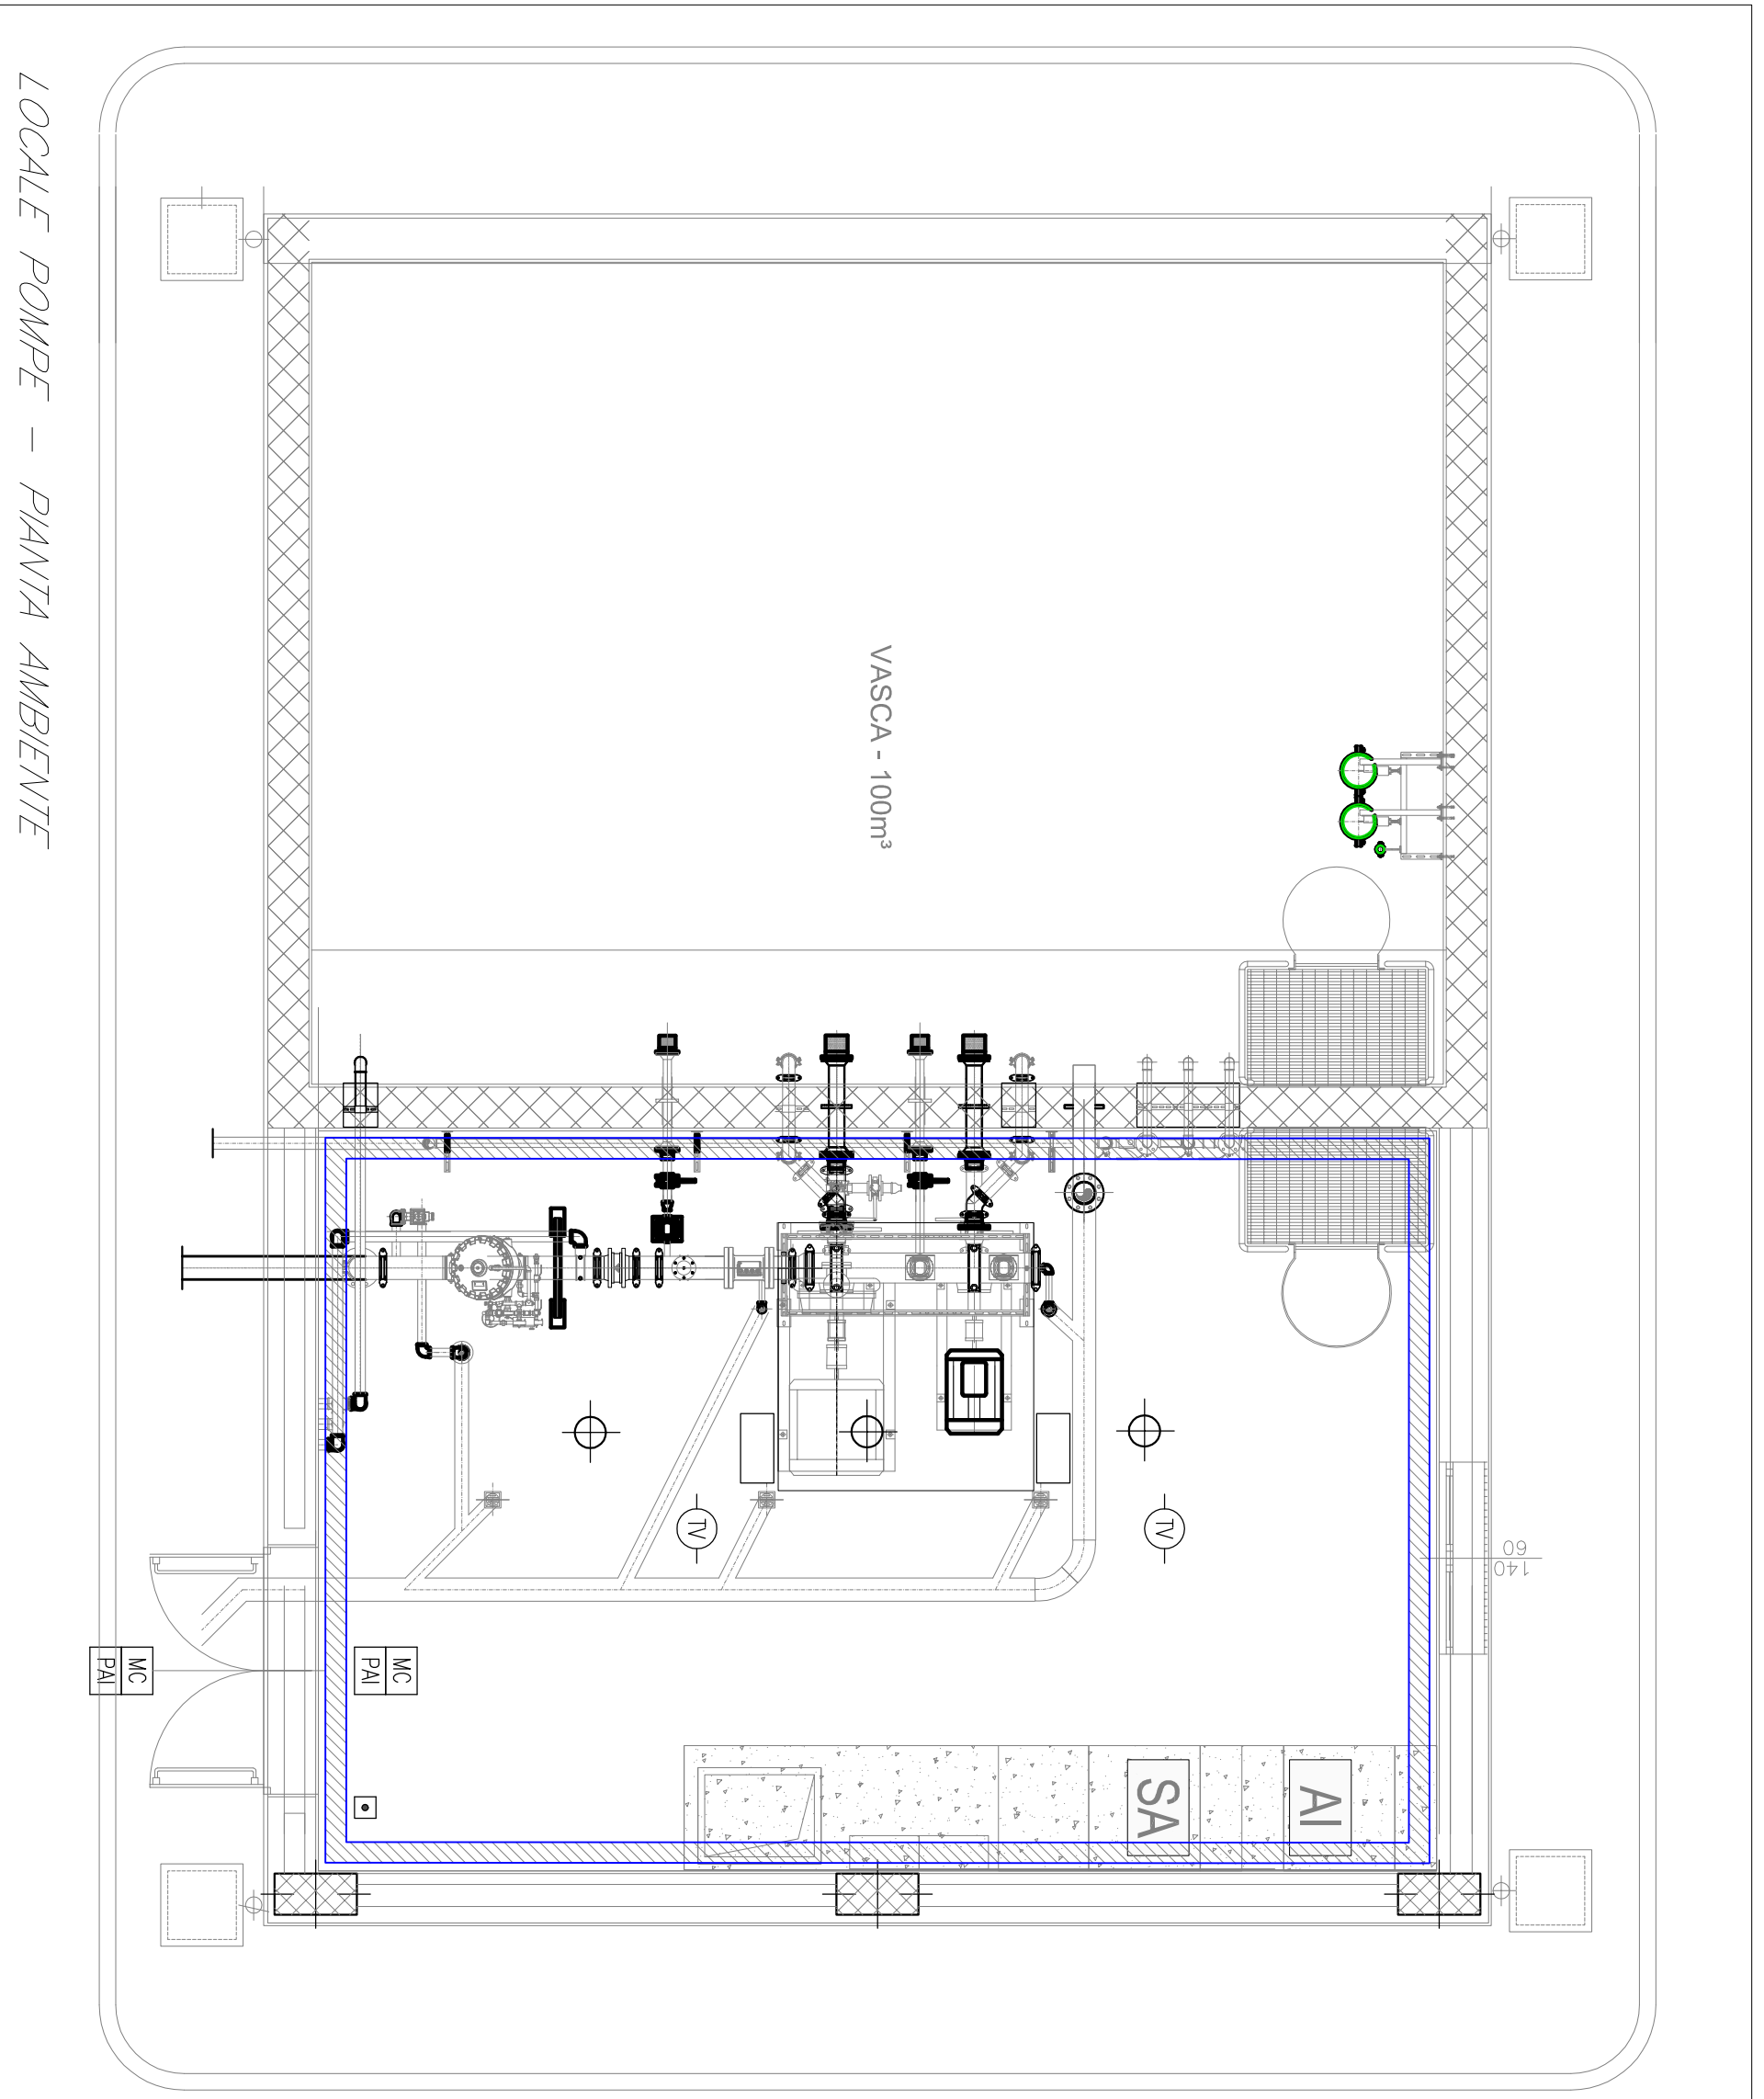 LOCALE POMPE - PIANTA AMBIENTE
VASCA - 100m³
60
140
TV
TV
MC
PAI
MC
PAI
SA
AI